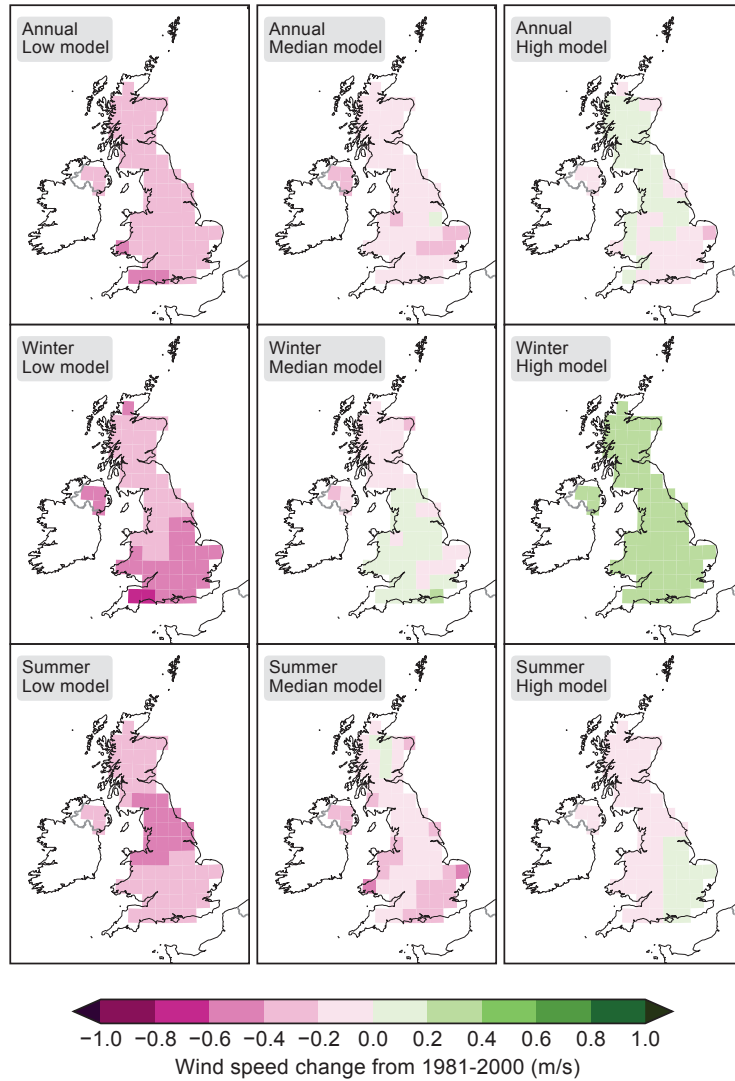 Annual
Low model
Annual
Median model
Annual
High model
Winter
Low model
Winter
Median model
Winter
High model
Summer
Low model
Summer
Median model
Summer
High model
−1.0 −0.8 −0.6 −0.4 −0.2 0.0 0.2 0.4 0.6 0.8 1.0
Wind speed change from 1981-2000 (m/s)